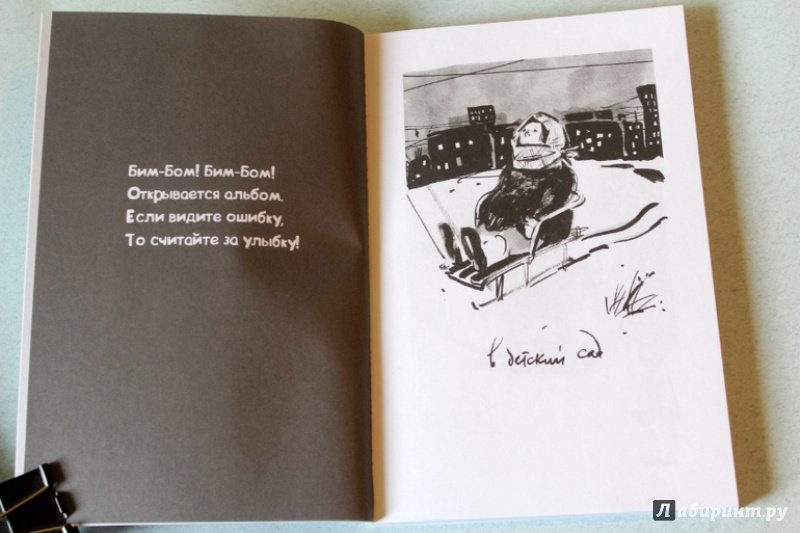 Бим-Бом! Бим-Бом!
Открывается альбом.
Если видите ошибку,
То считайте за улыбку!
в детский сад
Лабиринт.ру